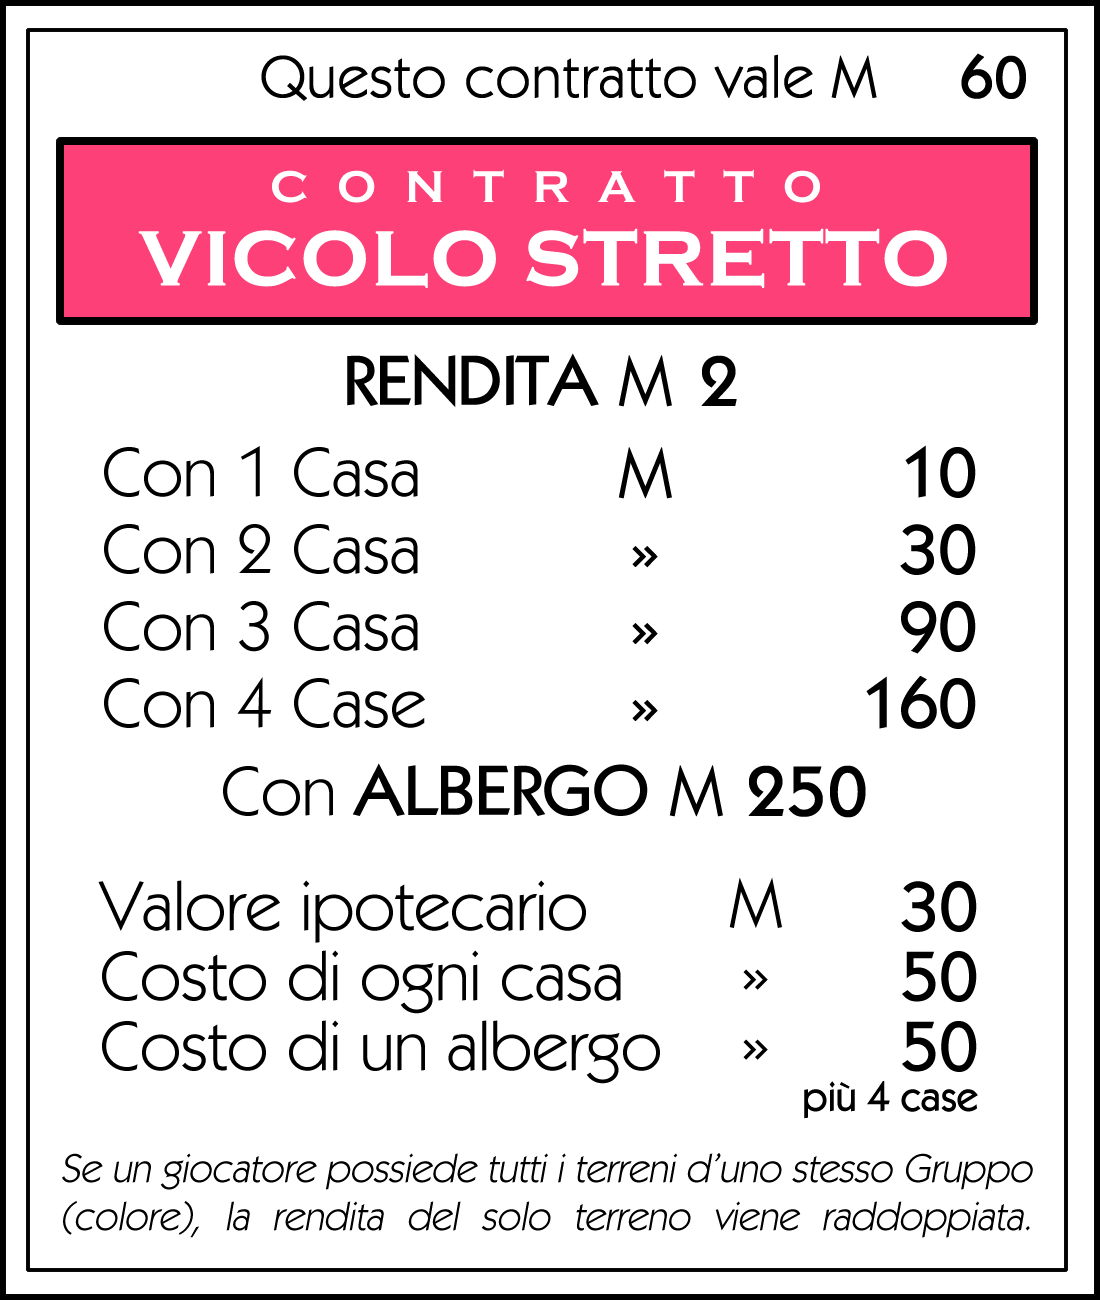 Questo contratto vale M 60
CONTRATTO
VICOLO STRETTO
RENDITA M 2
Con 1 Casa M 10
Con 2 Casa » 30
Con 3 Casa » 90
Con 4 Case » 160
Con ALBERGO M 250
Valore ipotecario M 30
Costo di ogni casa » 50
Costo di un albergo » 50
più 4 case
Se un giocatore possiede tutti i terreni d’uno stesso Gruppo
(colore), la rendita del solo terreno viene raddoppiata.